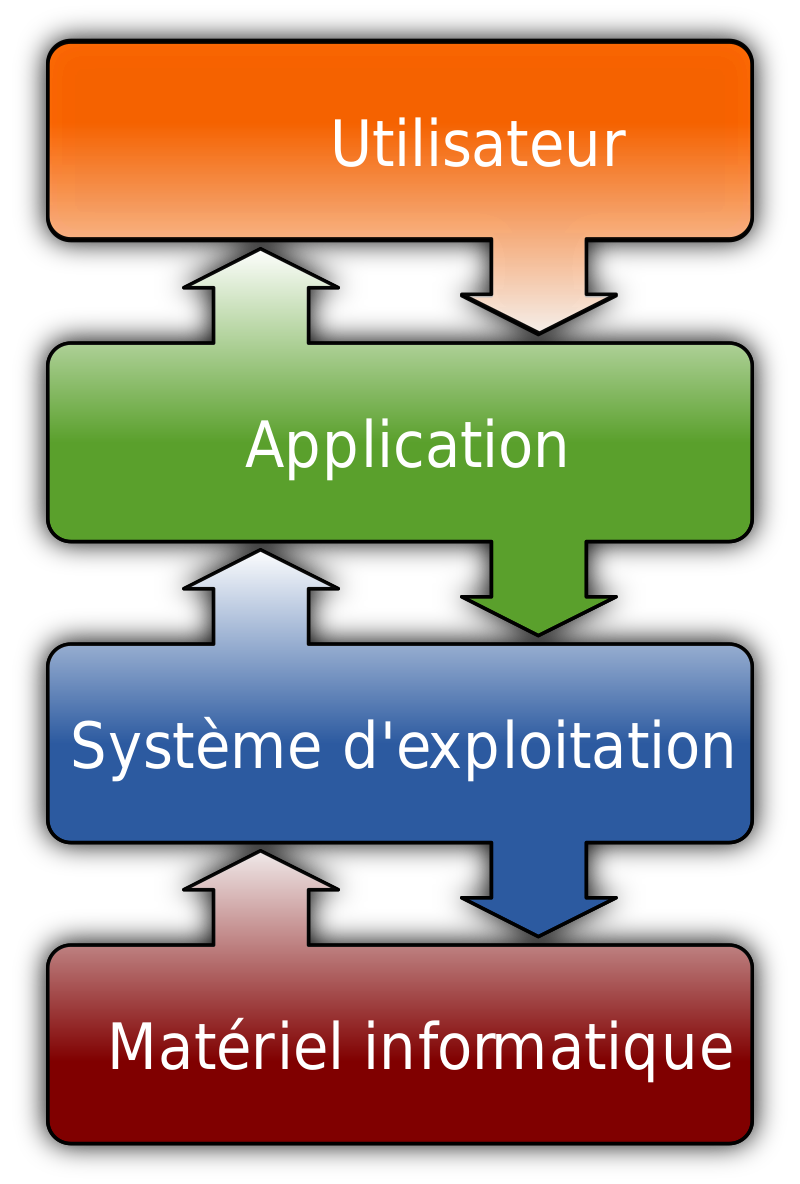 Utilisateur
Application
Système d'exploitation
Matériel informatique